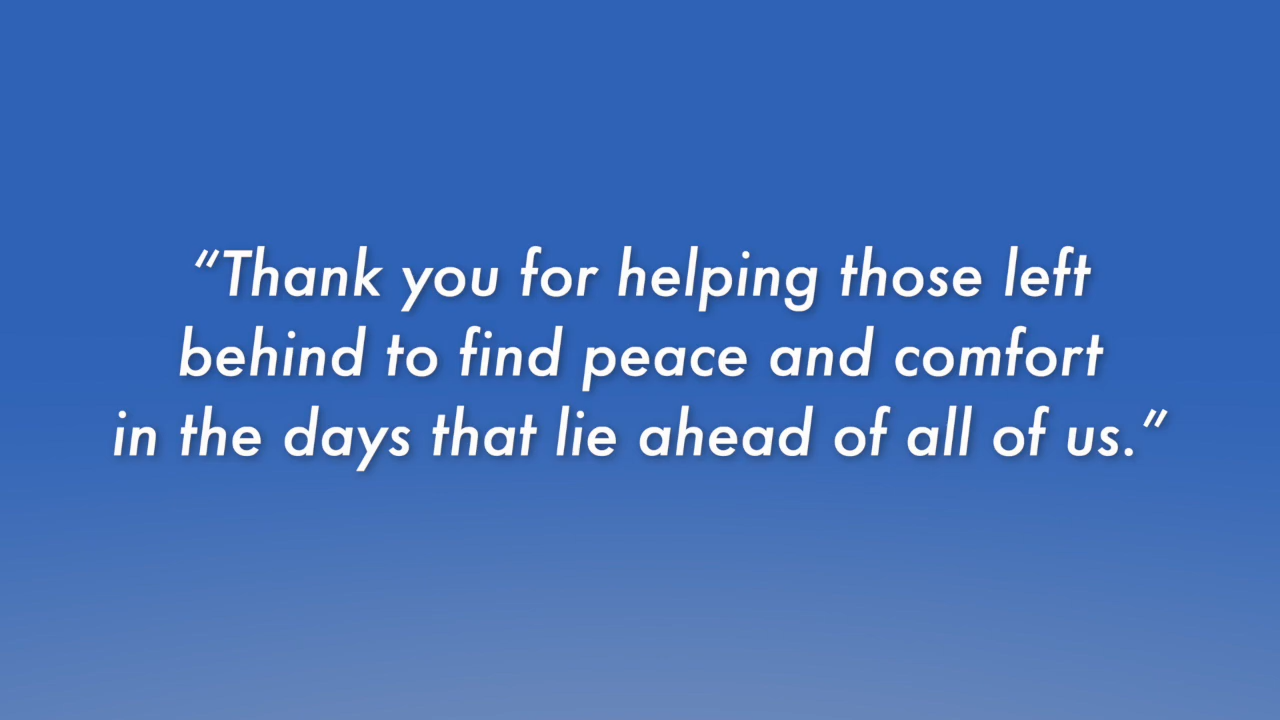 “Thank you for helping those left
behind to find peace and comfort
in the days that lie ahead of all of us.”